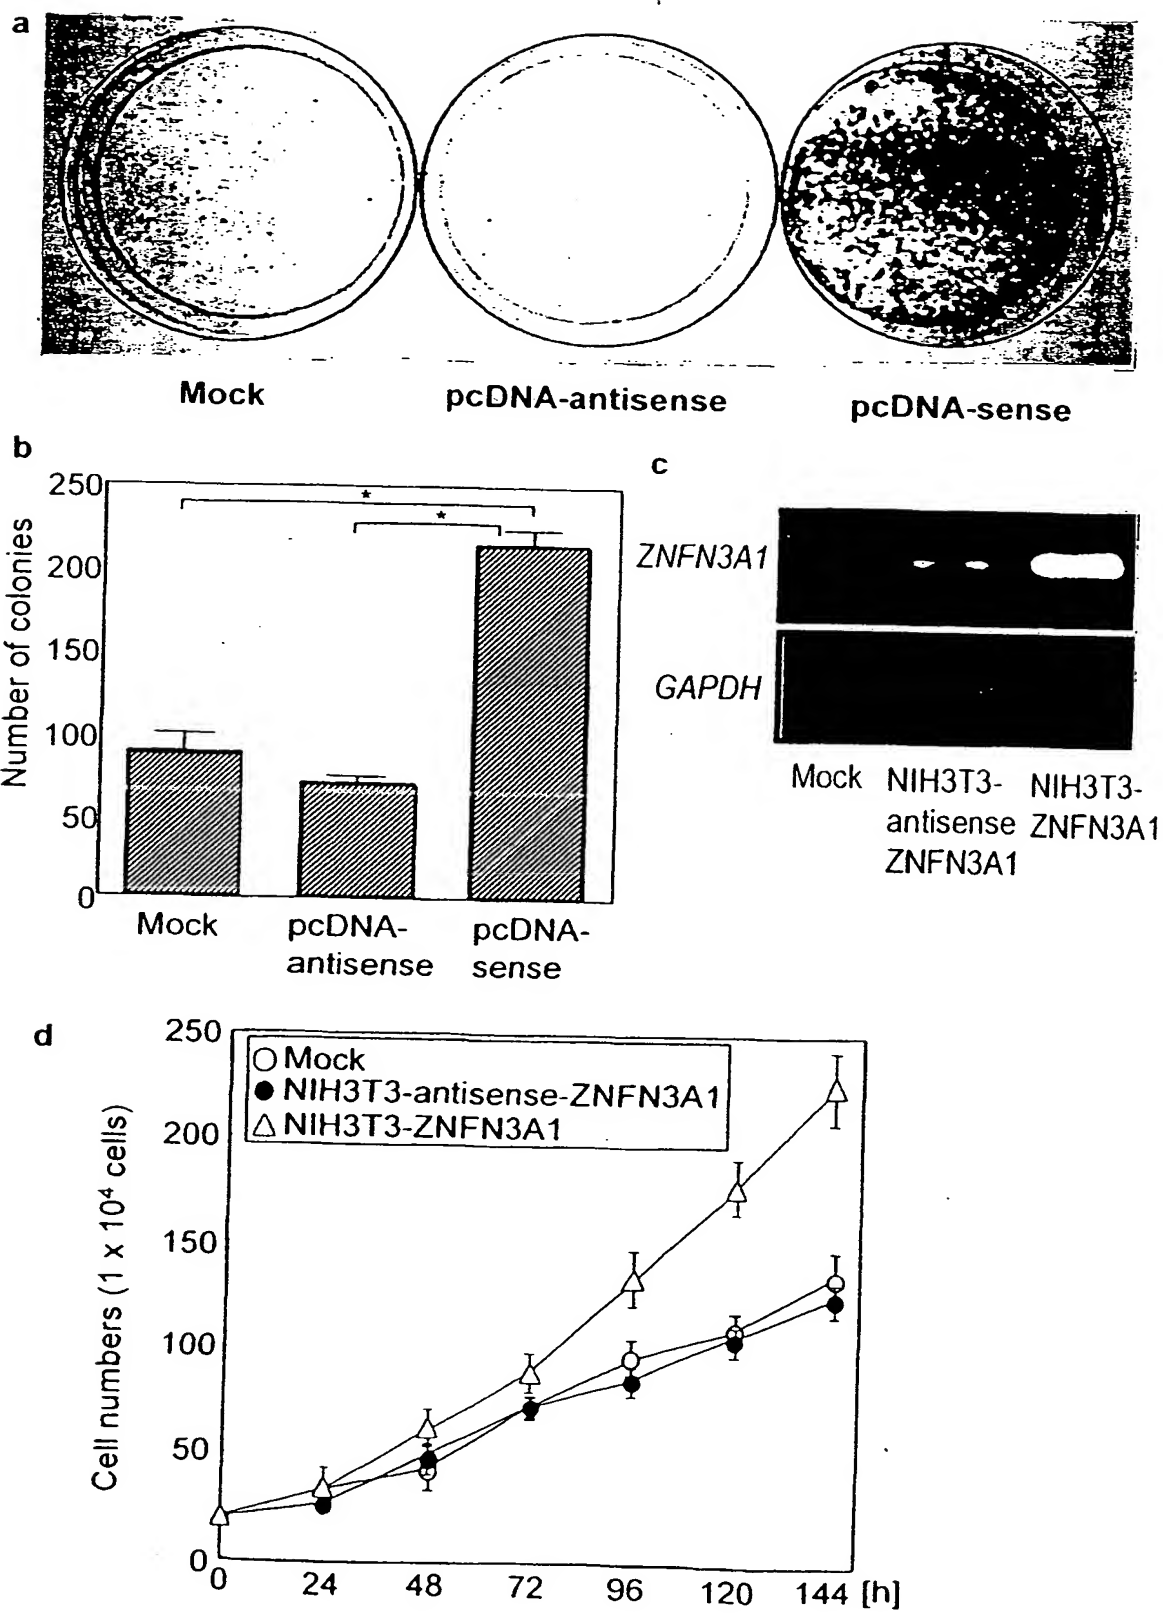 a
Mock
pcDNA-antisense
pcDNA-sense
b
250
200
150
100
50
0
Number of colonies
*
*
Mock
pcDNA-
antisense
pcDNA-
sense
c
ZNFN3A1
GAPDH
Mock
NIH3T3-
antisense
ZNFN3A1
NIH3T3-
ZNFN3A1
d
250
200
150
100
50
0
Cell numbers (1 x 10⁴ cells)
Mock
NIH3T3-antisense-ZNFN3A1
NIH3T3-ZNFN3A1
0 24 48 72 96 120 144 [h]